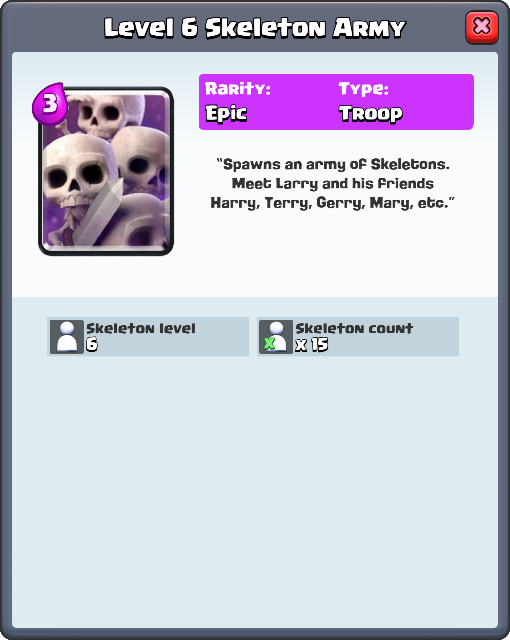 Level 6 Skeleton Army
3
Rarity: Type:
Epic Troop
"Spawns an army of Skeletons.
Meet Larry and his friends
Harry, Terry, Gerry, Mary, etc."
Skeleton level
6
Skeleton count
x 15